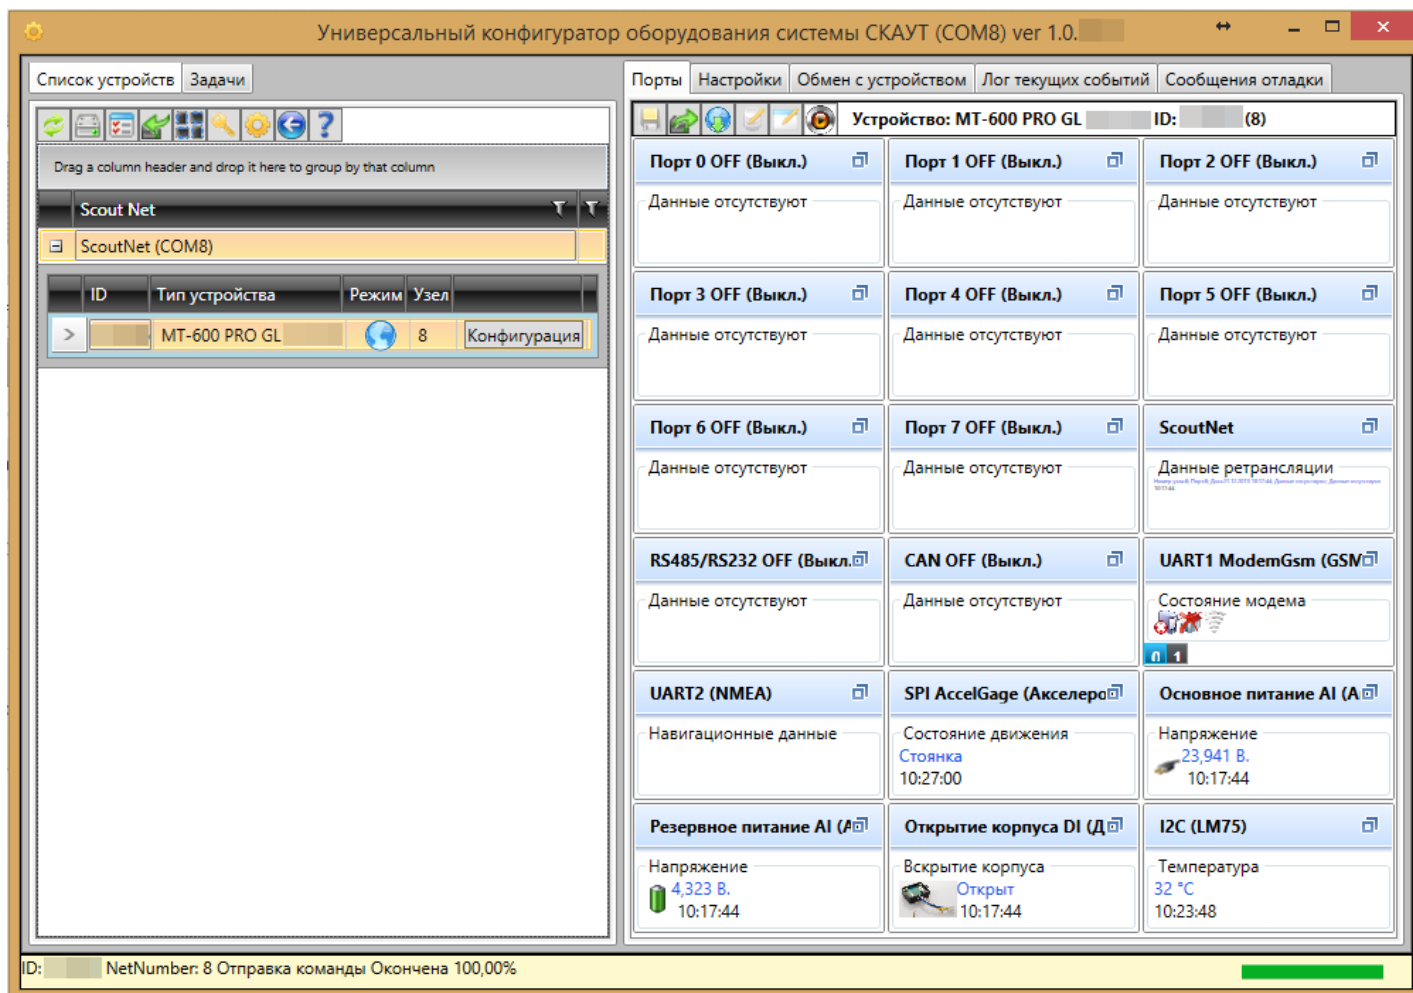 Универсальный конфигуратор оборудования системы СКАУТ (COM8) ver 1.0.
Список устройств Задачи
Порты Настройки Обмен с устройством Лог текущих событий Сообщения отладки
Устройство: MT-600 PRO GL ID: (8)
Drag a column header and drop it here to group by that column
Scout Net
ScoutNet (COM8)
ID Тип устройства Режим Узел
MT-600 PRO GL 8 Конфигурация
Порт 0 OFF (Выкл.) Порт 1 OFF (Выкл.) Порт 2 OFF (Выкл.)
Данные отсутствуют Данные отсутствуют Данные отсутствуют
Порт 3 OFF (Выкл.) Порт 4 OFF (Выкл.) Порт 5 OFF (Выкл.)
Данные отсутствуют Данные отсутствуют Данные отсутствуют
Порт 6 OFF (Выкл.) Порт 7 OFF (Выкл.) ScoutNet
Данные отсутствуют Данные отсутствуют Данные ретрансляции
RS485/RS232 OFF (Выкл. CAN OFF (Выкл.) UART1 ModemGsm (GSM
Данные отсутствуют Данные отсутствуют Состояние модема
0 1
UART2 (NMEA) SPI AccelGage (Акселеро Основное питание AI (А
Навигационные данные Состояние движения Напряжение
Стоянка 23,941 В.
10:27:00 10:17:44
Резервное питание AI (А Открытие корпуса DI (Д I2C (LM75)
Напряжение Вскрытие корпуса Температура
4,323 В. Открыт 32 °C
10:17:44 10:17:44 10:23:48
ID: NetNumber: 8 Отправка команды Окончена 100,00%